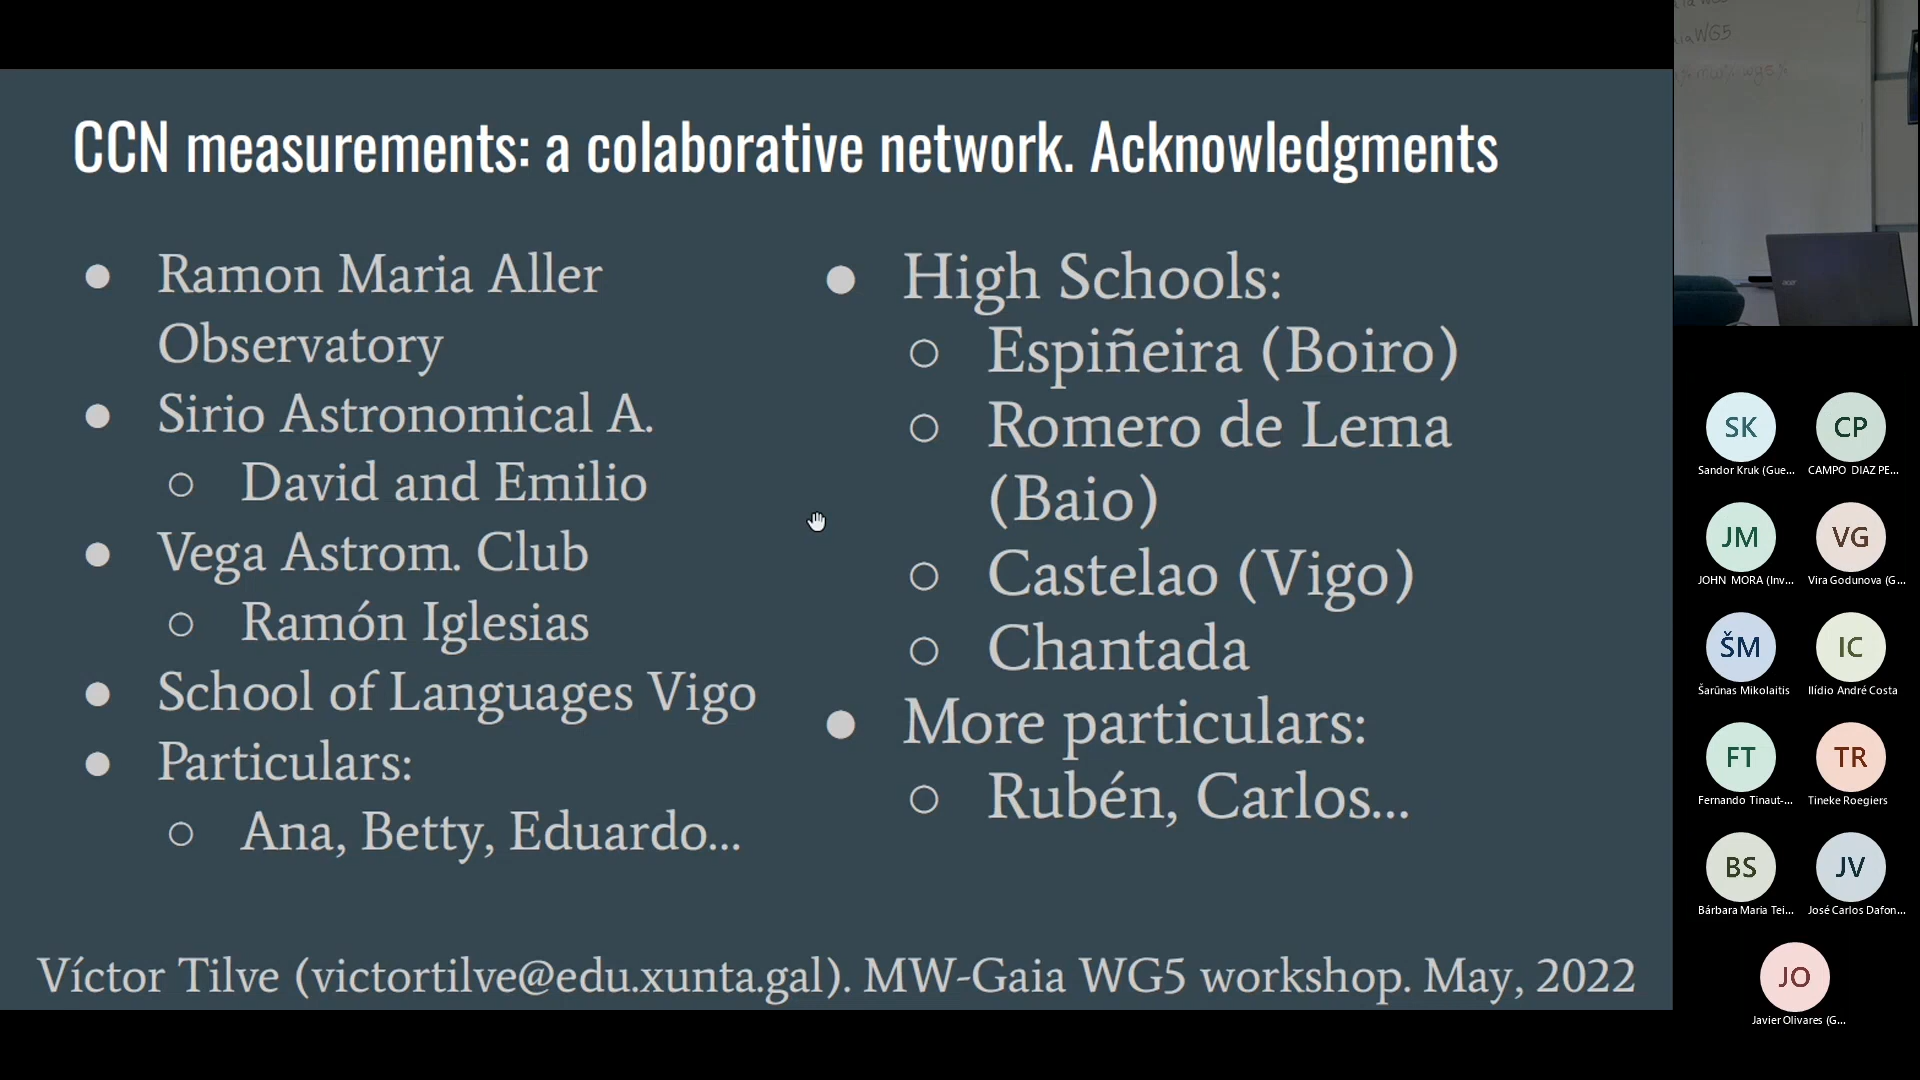 CCN measurements: a colaborative network. Acknowledgments
● Ramon Maria Aller
Observatory
● Sirio Astronomical A.
○ David and Emilio
● Vega Astrom. Club
○ Ramón Iglesias
● School of Languages Vigo
● Particulars:
○ Ana, Betty, Eduardo...
● High Schools:
○ Espiñeira (Boiro)
○ Romero de Lema
(Baio)
○ Castelao (Vigo)
○ Chantada
● More particulars:
○ Rubén, Carlos...
Víctor Tilve (victortilve@edu.xunta.gal). MW-Gaia WG5 workshop. May, 2022
WG5
acer
SK
CP
Sandor Kruk (Gue...
CAMPO DIAZ PE...
JM
VG
JOHN MORA (Inv...
Vira Godunova (G...
ŠM
IC
Šarūnas Mikolaitis
Ilídio André Costa
FT
TR
Fernando Tinaut-...
Tineke Roegiers
BS
JV
Bárbara Maria Tei...
José Carlos Dafon...
JO
Javier Olivares (G...